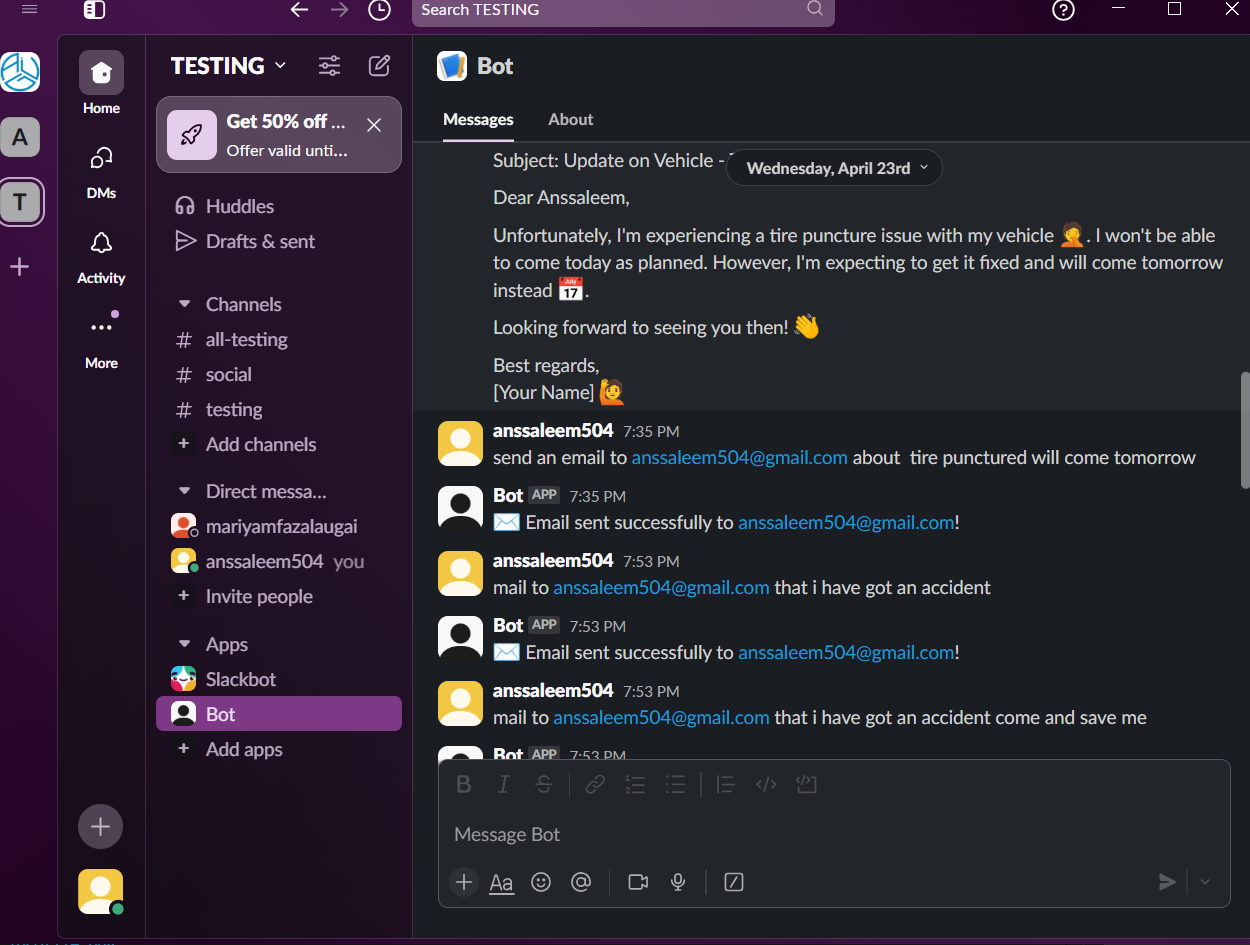 Search TESTING
A
T
Home
DMs
Activity
More
TESTING
Get 50% off ...
Offer valid unti...
Huddles
Drafts & sent
Channels
# all-testing
# social
# testing
+ Add channels
Direct messa...
mariyamfazalaugai
anssaleem504 you
+ Invite people
Apps
Slackbot
Bot
+ Add apps
Bot
Messages About
Subject: Update on Vehicle -
Wednesday, April 23rd
Dear Anssaleem,
Unfortunately, I'm experiencing a tire puncture issue with my vehicle 🤦. I won't be able
to come today as planned. However, I'm expecting to get it fixed and will come tomorrow
instead 📅.
Looking forward to seeing you then! 👋
Best regards,
[Your Name] 🙋
anssaleem504 7:35 PM
send an email to anssaleem504@gmail.com about tire punctured will come tomorrow
Bot APP 7:35 PM
✉️ Email sent successfully to anssaleem504@gmail.com!
anssaleem504 7:53 PM
mail to anssaleem504@gmail.com that i have got an accident
Bot APP 7:53 PM
✉️ Email sent successfully to anssaleem504@gmail.com!
anssaleem504 7:53 PM
mail to anssaleem504@gmail.com that i have got an accident come and save me
Bot APP 7:53 PM
B I S
Message Bot
+ Aa